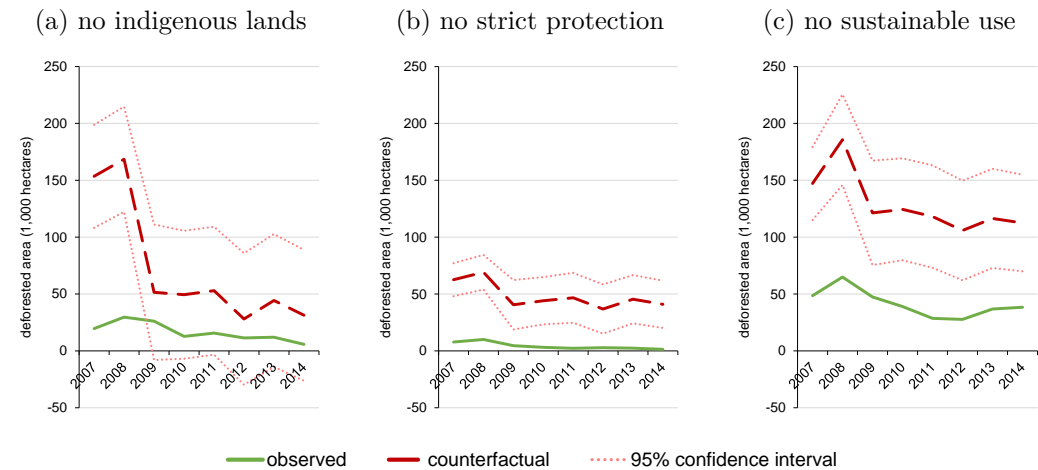 (a) no indigenous lands
(b) no strict protection
(c) no sustainable use
deforested area (1,000 hectares)
250
200
150
100
50
0
-50
2007 2008 2009 2010 2011 2012 2013 2014
deforested area (1,000 hectares)
250
200
150
100
50
0
-50
2007 2008 2009 2010 2011 2012 2013 2014
deforested area (1,000 hectares)
250
200
150
100
50
0
-50
2007 2008 2009 2010 2011 2012 2013 2014
observed counterfactual 95% confidence interval